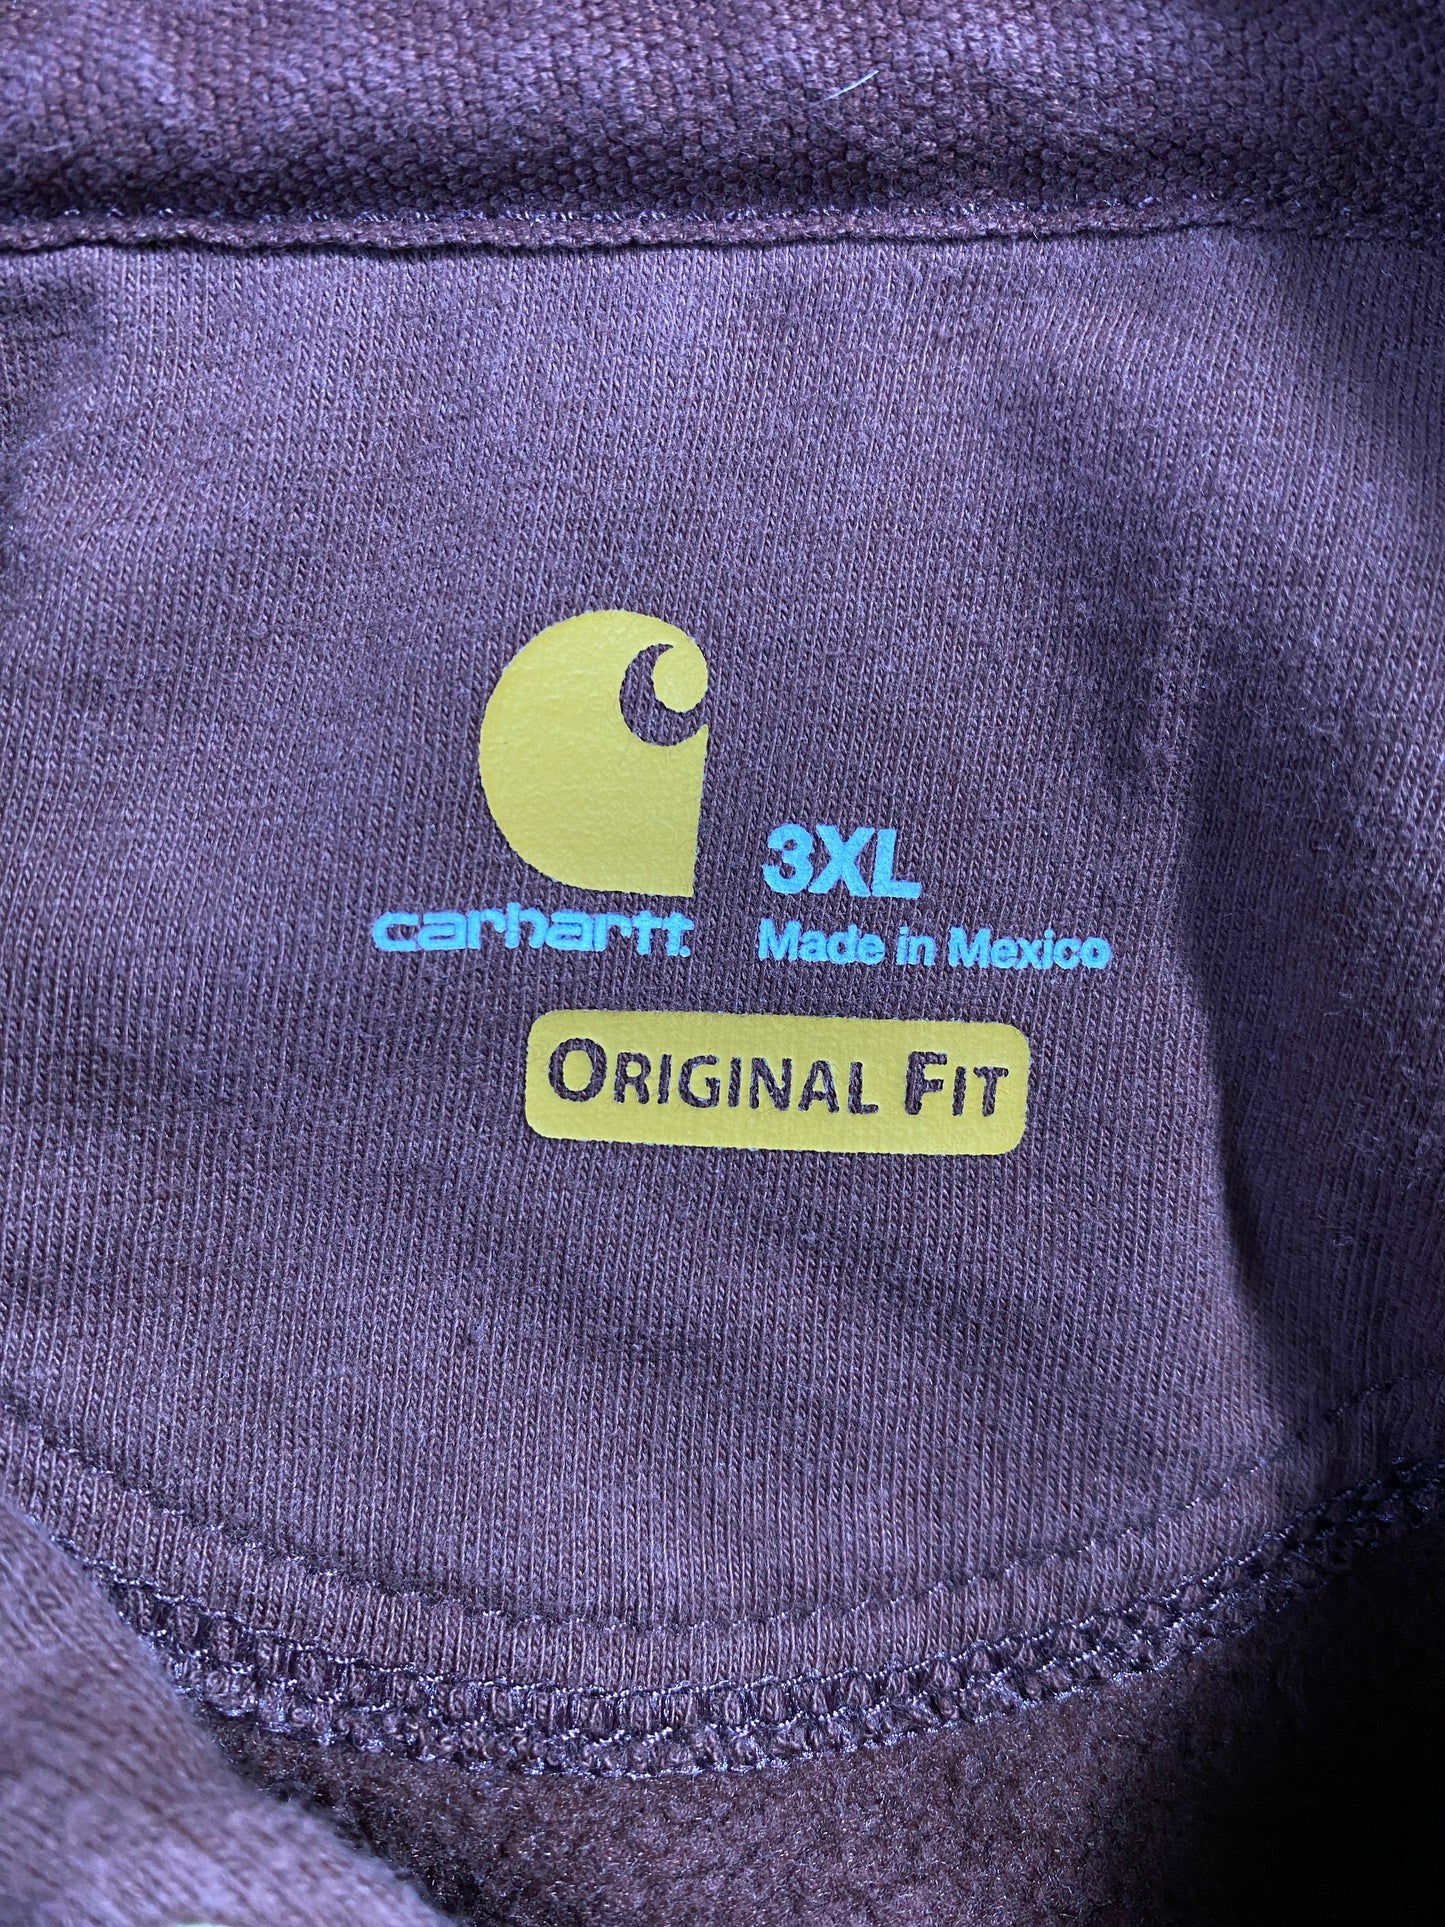 3XL
carhartt
Made in Mexico
ORIGINAL FIT